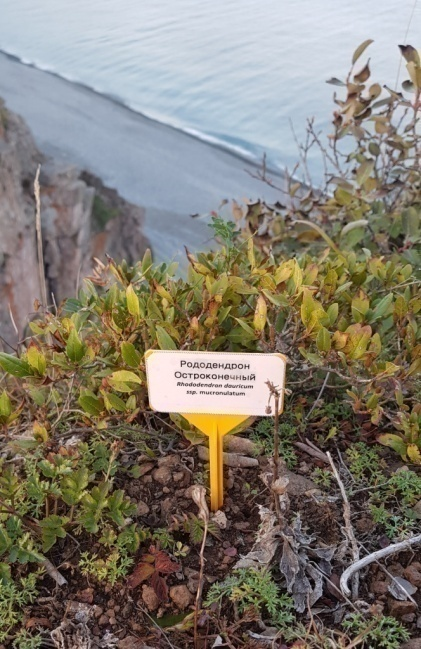 Рододендрон
Остроконечный
Rhododendron dauricum
ssp. mucronulatum